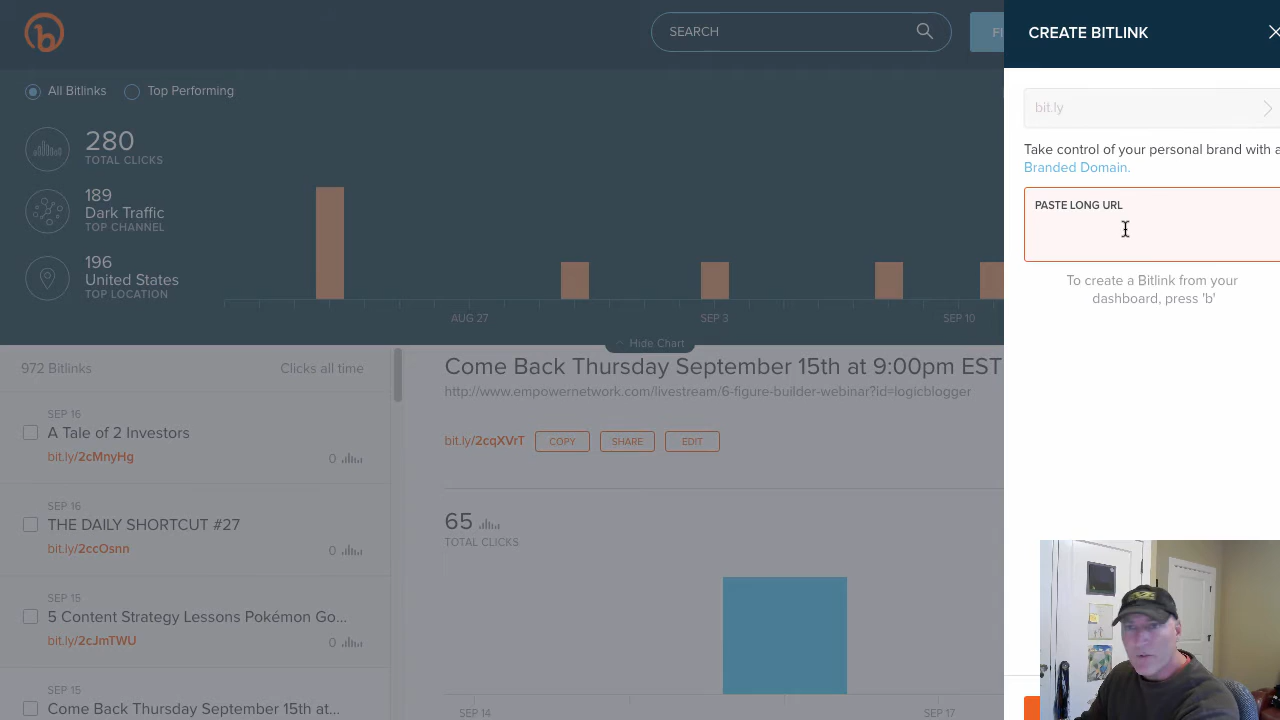 SEARCH
CREATE BITLINK
All Bitlinks
Top Performing
280
TOTAL CLICKS
189
Dark Traffic
TOP CHANNEL
196
United States
TOP LOCATION
AUG 27
SEP 3
SEP 10
Hide Chart
bit.ly
Take control of your personal brand with a
Branded Domain.
PASTE LONG URL
To create a Bitlink from your
dashboard, press 'b'
972 Bitlinks
Clicks all time
SEP 16
A Tale of 2 Investors
bit.ly/2cMnyHg
0
SEP 16
THE DAILY SHORTCUT #27
bit.ly/2ccOsnn
0
SEP 15
5 Content Strategy Lessons Pokémon Go...
bit.ly/2cJmTWU
0
SEP 15
Come Back Thursday September 15th at...
Come Back Thursday September 15th at 9:00pm EST
http://www.empowernetwork.com/livestream/6-figure-builder-webinar?id=logicblogger
bit.ly/2cqXVrT
COPY
SHARE
EDIT
65
TOTAL CLICKS
SEP 14
SEP 17